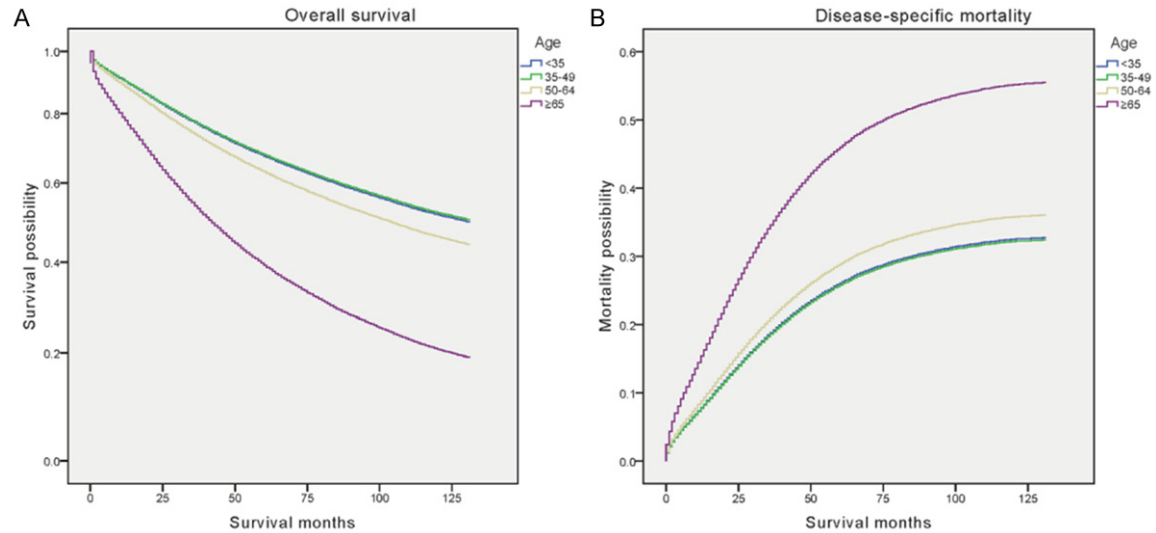 A
Overall survival
Survival possibility
1.0
0.8
0.6
0.4
0.2
0.0
0 25 50 75 100 125
Survival months
Age
<35
35-49
50-64
≥65
B
Disease-specific mortality
Mortality possibility
0.6
0.5
0.4
0.3
0.2
0.1
0.0
0 25 50 75 100 125
Survival months
Age
<35
35-49
50-64
≥65